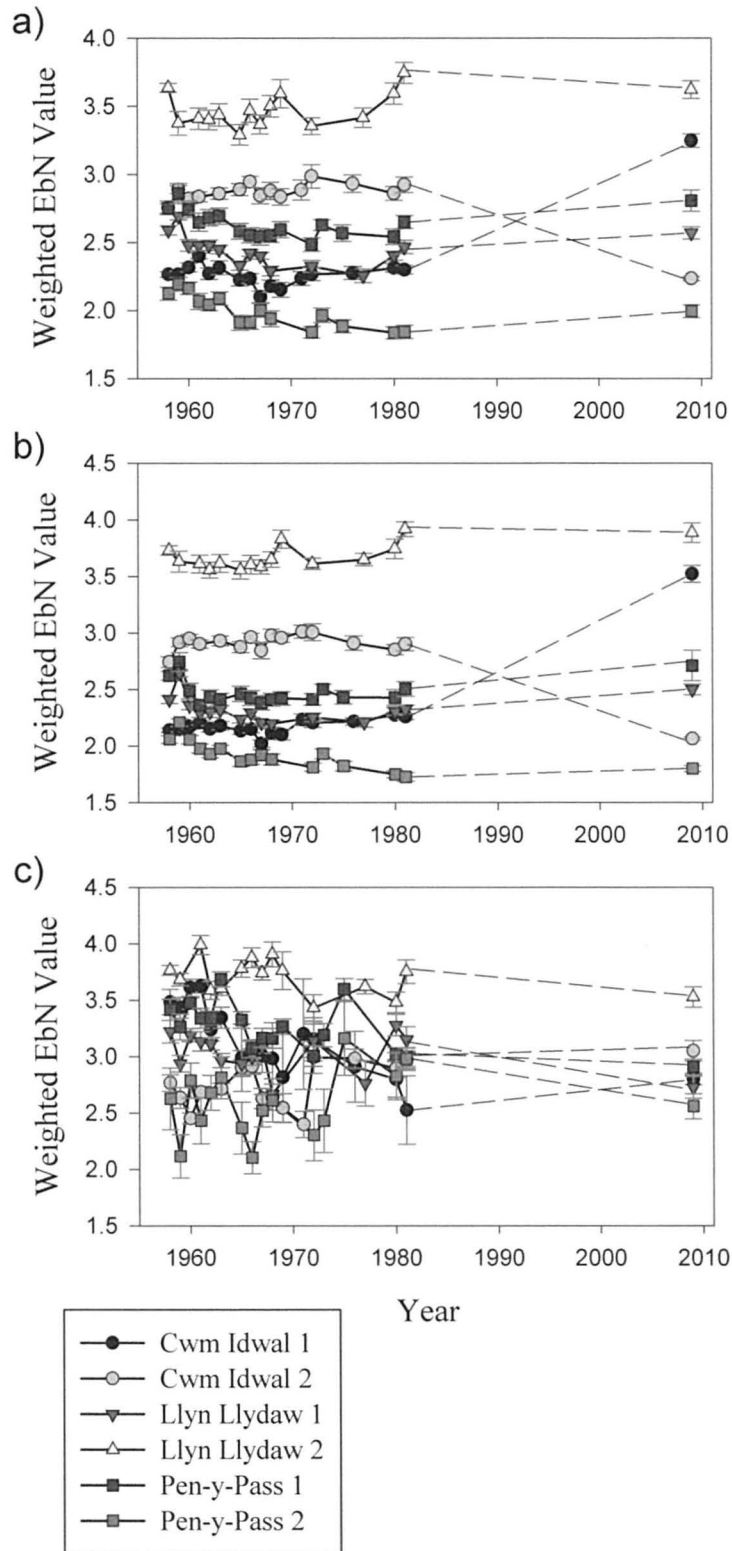 a)
4.0
3.5
3.0
2.5
2.0
1.5
Weighted EbN Value
1960 1970 1980 1990 2000 2010
b)
4.5
4.0
3.5
3.0
2.5
2.0
1.5
Weighted EbN Value
1960 1970 1980 1990 2000 2010
c)
4.5
4.0
3.5
3.0
2.5
2.0
1.5
Weighted EbN Value
1960 1970 1980 1990 2000 2010
Year
Cwm Idwal 1
Cwm Idwal 2
Llyn Llydaw 1
Llyn Llydaw 2
Pen-y-Pass 1
Pen-y-Pass 2